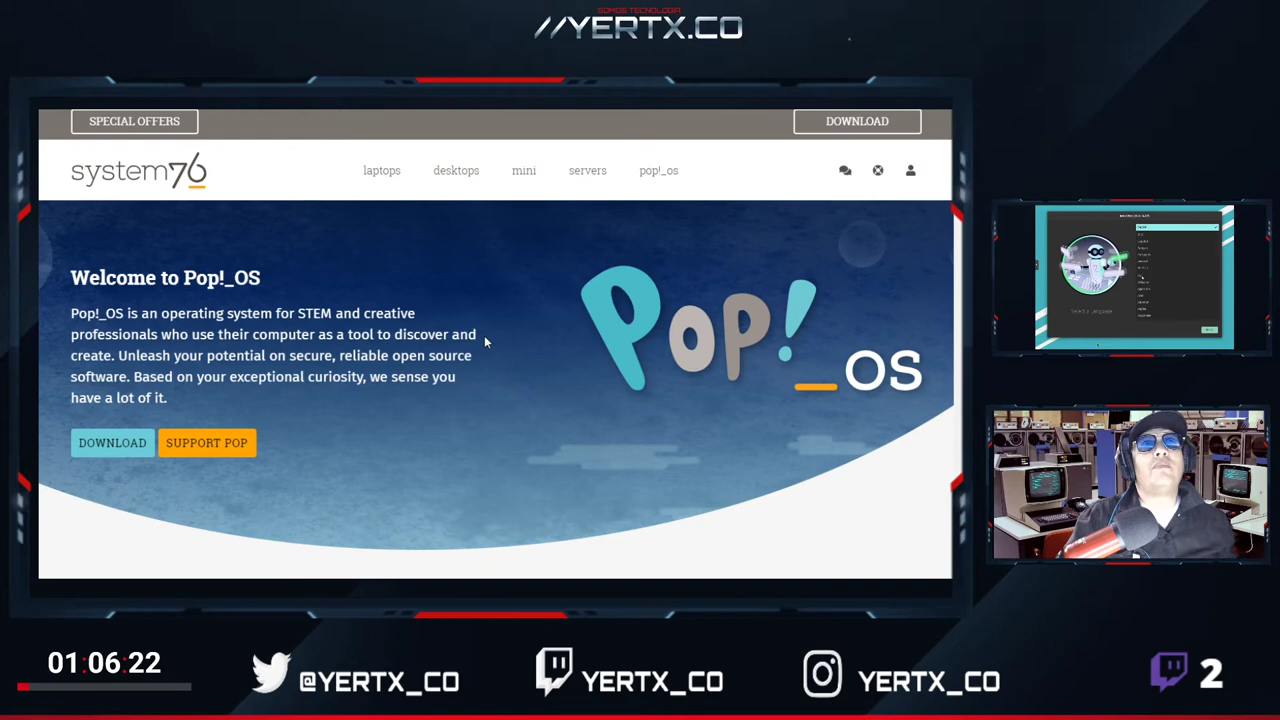 SOMOS TECNOLOGIA
//YERTX.CO
SPECIAL OFFERS
DOWNLOAD
system76
laptops
desktops
mini
servers
pop!_os
Welcome to Pop!_OS
Pop!_OS is an operating system for STEM and creative
professionals who use their computer as a tool to discover and
create. Unleash your potential on secure, reliable open source
software. Based on your exceptional curiosity, we sense you
have a lot of it.
DOWNLOAD
SUPPORT POP
POP!_OS
Select a Language
01:06:22
@YERTX_CO
YERTX_CO
YERTX_CO
2